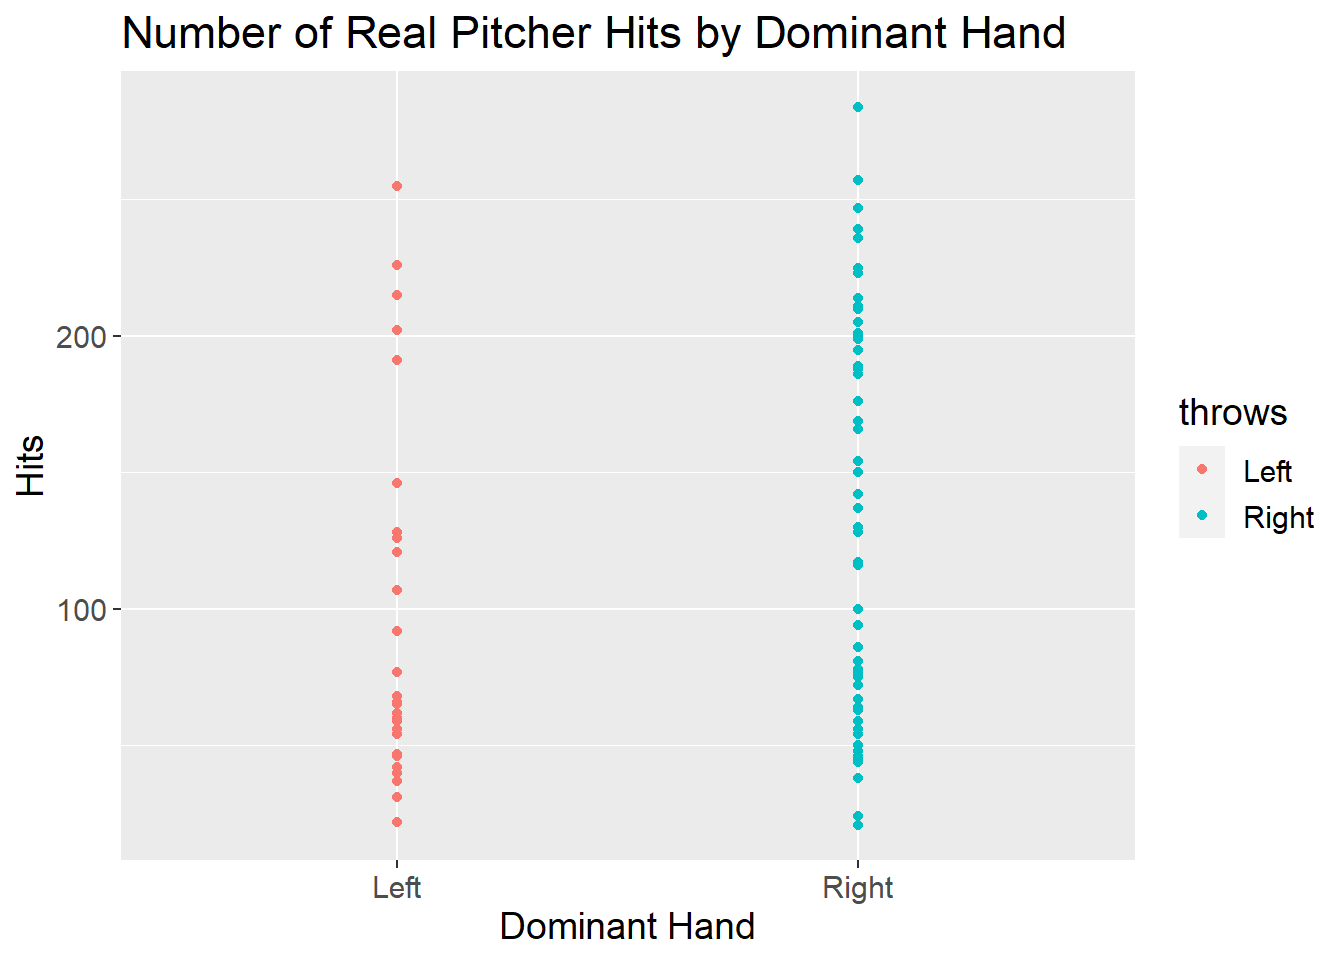 Number of Real Pitcher Hits by Dominant Hand
200
100
Hits
Left
Right
Dominant Hand
throws
Left
Right